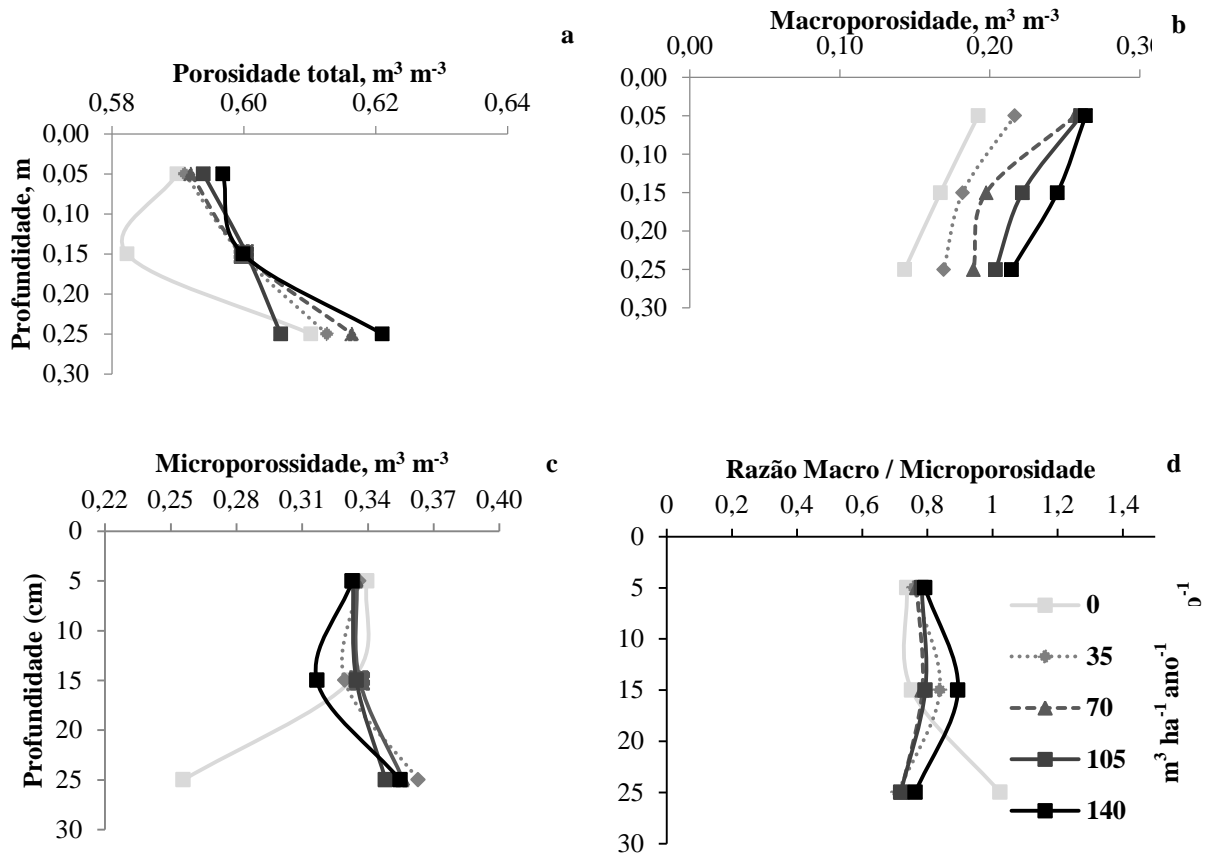 a
Porosidade total, m³ m⁻³
0,58 0,60 0,62 0,64
0,00
0,05
0,10
0,15
0,20
0,25
0,30
Profundidade, m
Macroporosidade, m³ m⁻³
b
0,00 0,10 0,20 0,30
0,00
0,05
0,10
0,15
0,20
0,25
0,30
Microporossidade, m³ m⁻³
c
0,22 0,25 0,28 0,31 0,34 0,37 0,40
0
5
10
15
20
25
30
Profundidade (cm)
Razão Macro / Microporosidade
d
0 0,2 0,4 0,6 0,8 1 1,2 1,4
0
5
10
15
20
25
30
0
35
70
105
140
m³ ha⁻¹ ano⁻¹